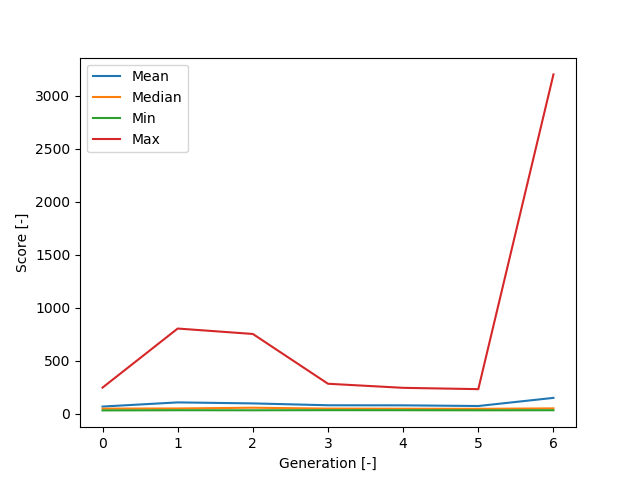 Mean
Median
Min
Max
3000
2500
2000
1500
1000
500
0
Score [-]
0 1 2 3 4 5 6
Generation [-]